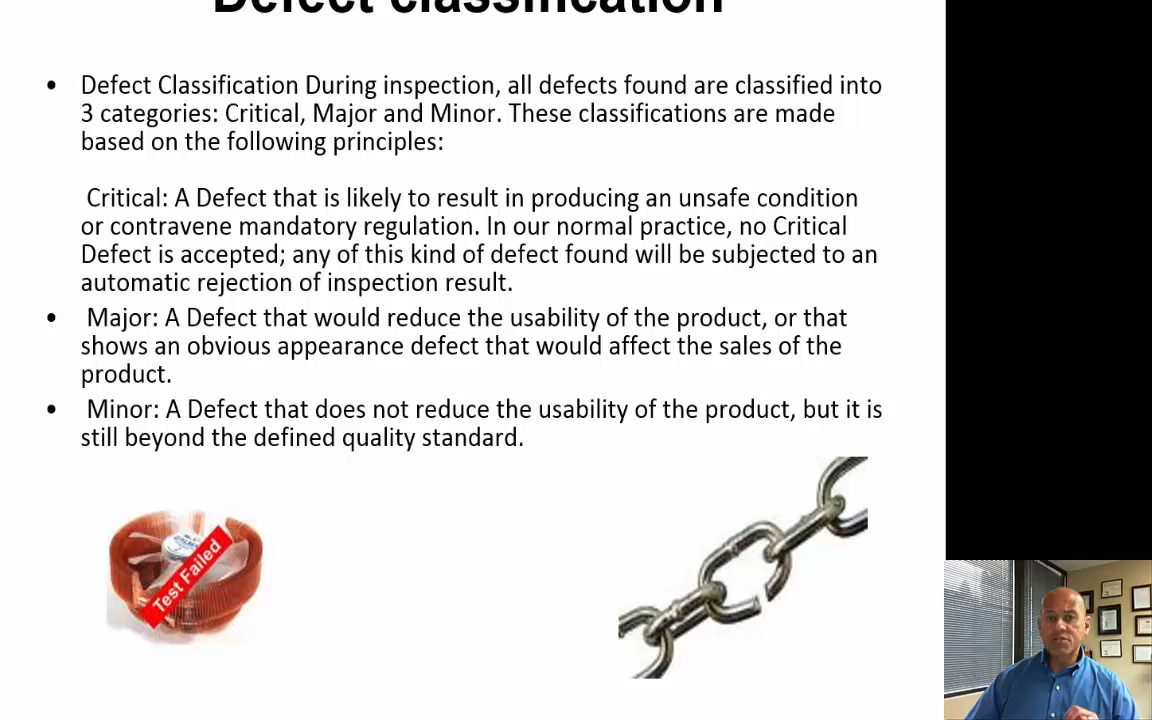 Defect classification
• Defect Classification During inspection, all defects found are classified into
3 categories: Critical, Major and Minor. These classifications are made
based on the following principles:
Critical: A Defect that is likely to result in producing an unsafe condition
or contravene mandatory regulation. In our normal practice, no Critical
Defect is accepted; any of this kind of defect found will be subjected to an
automatic rejection of inspection result.
• Major: A Defect that would reduce the usability of the product, or that
shows an obvious appearance defect that would affect the sales of the
product.
• Minor: A Defect that does not reduce the usability of the product, but it is
still beyond the defined quality standard.
Test Failed